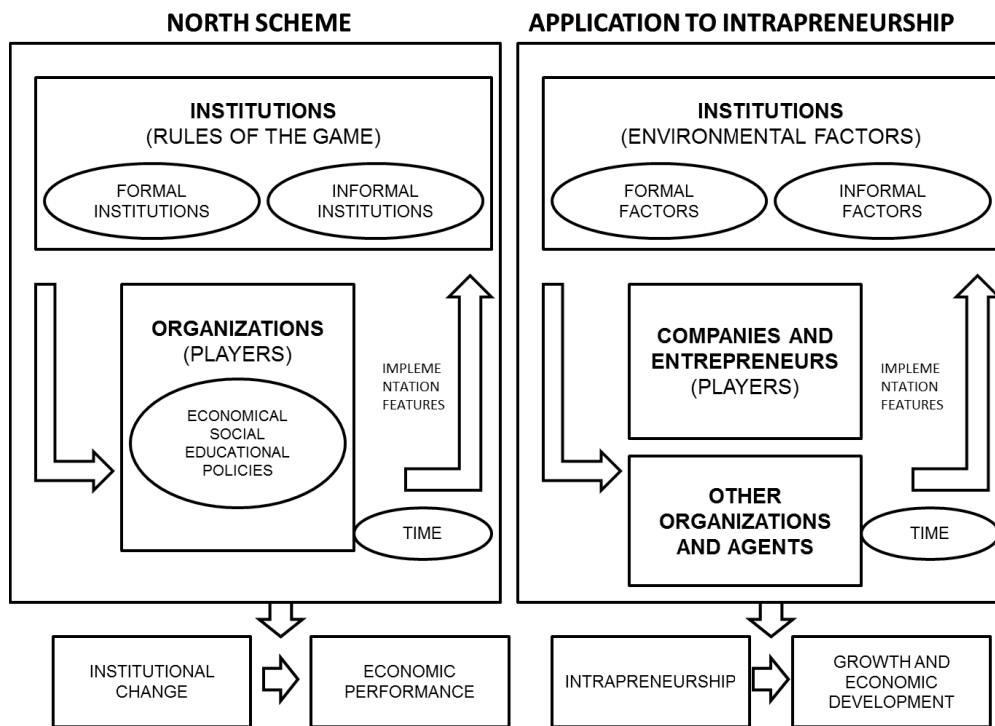 NORTH SCHEME
INSTITUTIONS
(RULES OF THE GAME)
FORMAL
INSTITUTIONS
INFORMAL
INSTITUTIONS
ORGANIZATIONS
(PLAYERS)
ECONOMICAL
SOCIAL
EDUCATIONAL
POLICIES
IMPLEME
NTATION
FEATURES
TIME
INSTITUTIONAL
CHANGE
ECONOMIC
PERFORMANCE
APPLICATION TO INTRAPRENEURSHIP
INSTITUTIONS
(ENVIRONMENTAL FACTORS)
FORMAL
FACTORS
INFORMAL
FACTORS
COMPANIES AND
ENTREPRENEURS
(PLAYERS)
IMPLEME
NTATION
FEATURES
OTHER
ORGANIZATIONS
AND AGENTS
TIME
INTRAPRENEURSHIP
GROWTH AND
ECONOMIC
DEVELOPMENT